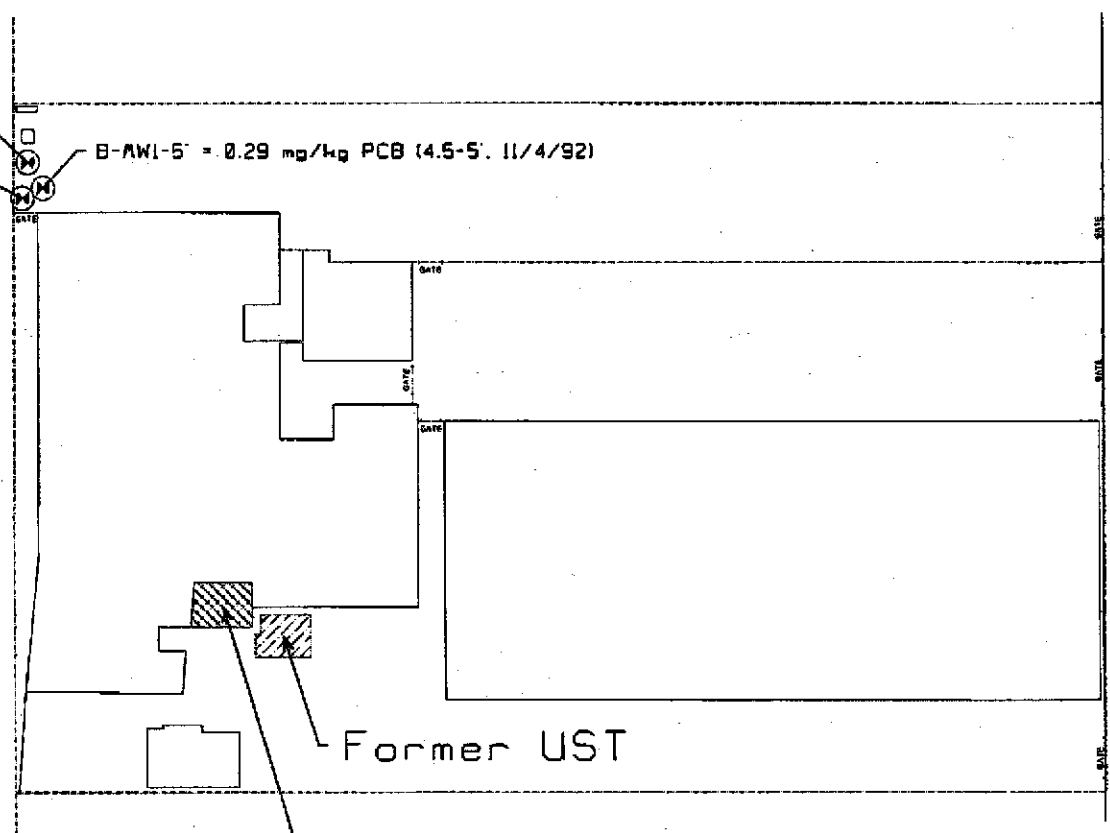 B-MW1-5' = 0.29 mg/kg PCB (4.5-5', 11/4/92)
GATE
GATE
GATE
GATE
GATE
GATE
Former UST
GATE